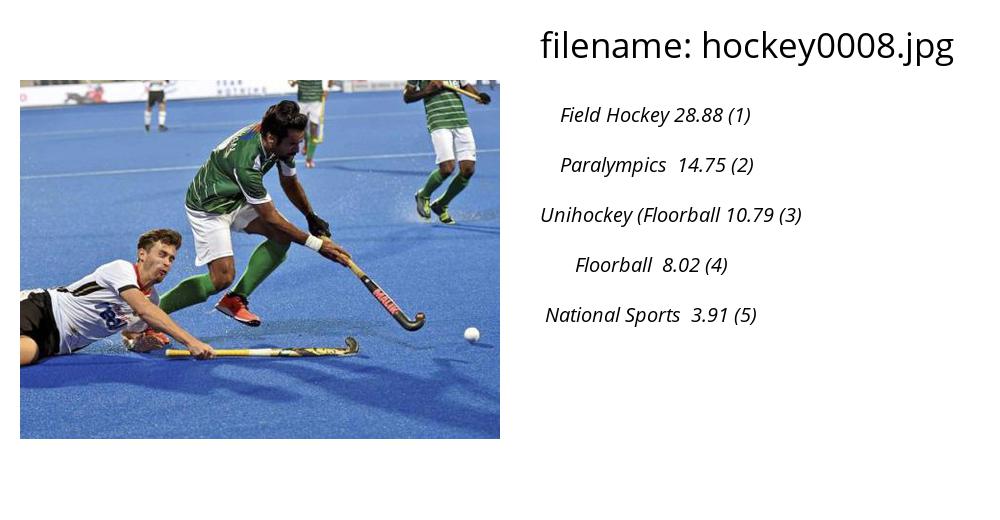 filename: hockey0008.jpg
Field Hockey 28.88 (1)
Paralympics 14.75 (2)
Unihockey (Floorball 10.79 (3)
Floorball 8.02 (4)
National Sports 3.91 (5)
MALIK